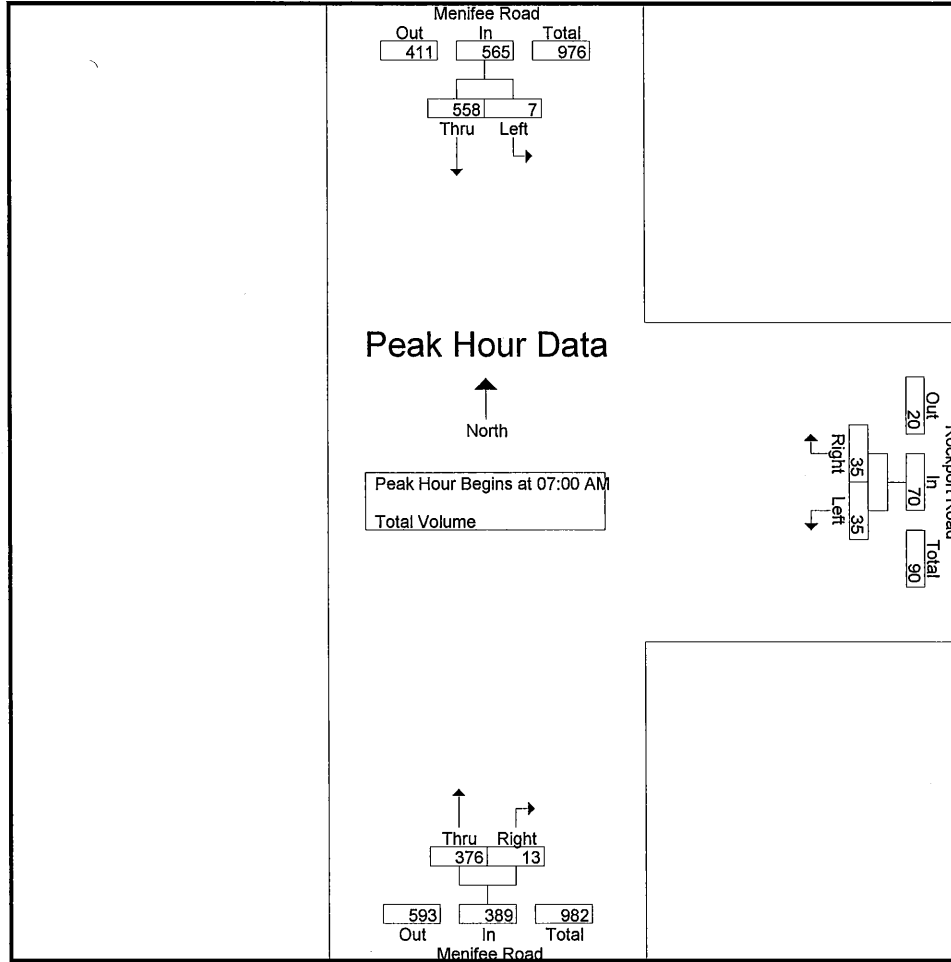 Menifee Road
Out In Total
411 565 976
558 7
Thru Left
Peak Hour Data
North
Peak Hour Begins at 07:00 AM
Total Volume
Out In Total
20 70 90
Right Left
35 35
Thru Right
376 13
593 389 982
Out In Total
Menifee Road